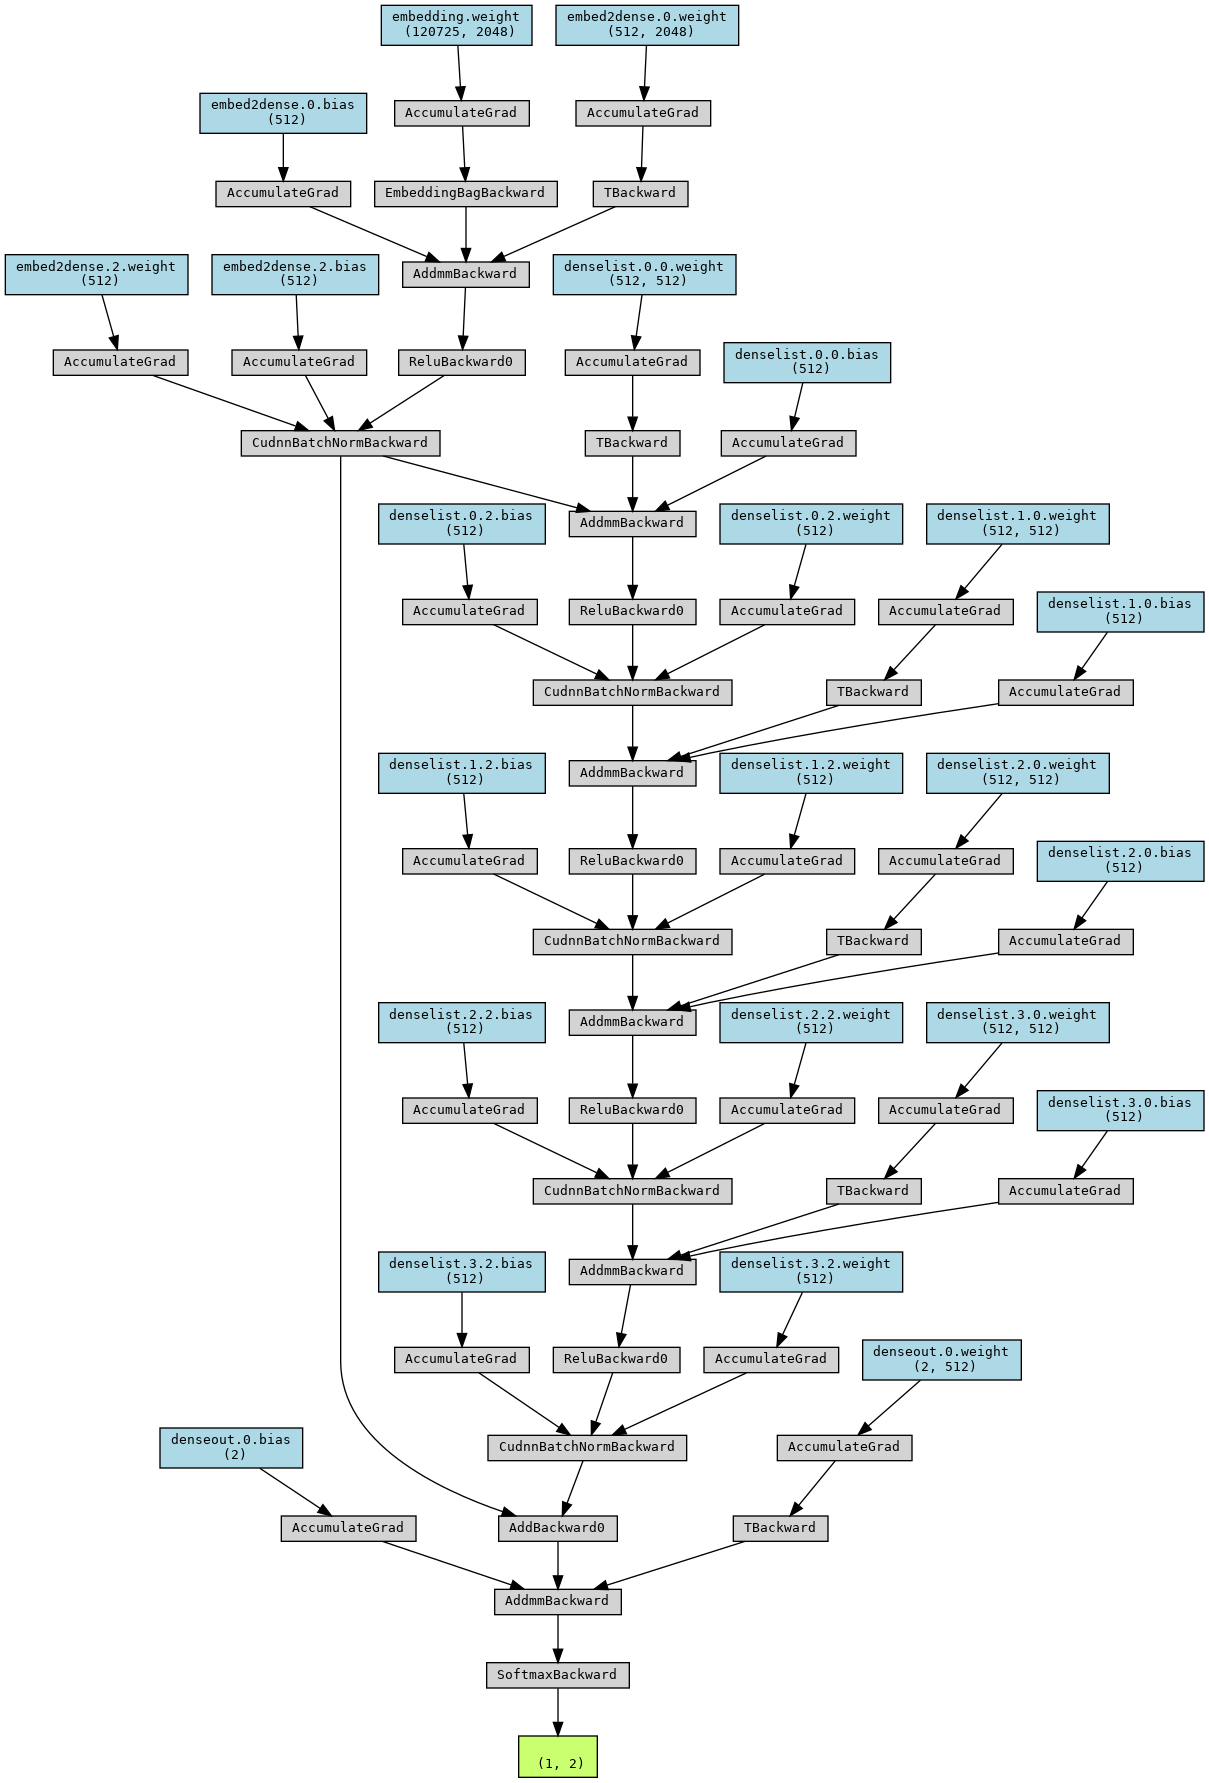 embedding.weight
(120725, 2048)
embed2dense.0.weight
(512, 2048)
embed2dense.0.bias
(512)
AccumulateGrad
AccumulateGrad
AccumulateGrad
EmbeddingBagBackward
TBackward
embed2dense.2.weight
(512)
embed2dense.2.bias
(512)
AddmmBackward
denselist.0.0.weight
(512, 512)
AccumulateGrad
AccumulateGrad
ReluBackward0
AccumulateGrad
denselist.0.0.bias
(512)
CudnnBatchNormBackward
TBackward
AccumulateGrad
denselist.0.2.bias
(512)
AddmmBackward
denselist.0.2.weight
(512)
denselist.1.0.weight
(512, 512)
AccumulateGrad
ReluBackward0
AccumulateGrad
AccumulateGrad
denselist.1.0.bias
(512)
CudnnBatchNormBackward
TBackward
AccumulateGrad
denselist.1.2.bias
(512)
AddmmBackward
denselist.1.2.weight
(512)
denselist.2.0.weight
(512, 512)
AccumulateGrad
ReluBackward0
AccumulateGrad
AccumulateGrad
denselist.2.0.bias
(512)
CudnnBatchNormBackward
TBackward
AccumulateGrad
denselist.2.2.bias
(512)
AddmmBackward
denselist.2.2.weight
(512)
denselist.3.0.weight
(512, 512)
AccumulateGrad
ReluBackward0
AccumulateGrad
AccumulateGrad
denselist.3.0.bias
(512)
CudnnBatchNormBackward
TBackward
AccumulateGrad
denselist.3.2.bias
(512)
AddmmBackward
denselist.3.2.weight
(512)
AccumulateGrad
ReluBackward0
AccumulateGrad
denseout.0.weight
(2, 512)
denseout.0.bias
(2)
CudnnBatchNormBackward
AccumulateGrad
AccumulateGrad
AddBackward0
TBackward
AddmmBackward
SoftmaxBackward
(1, 2)